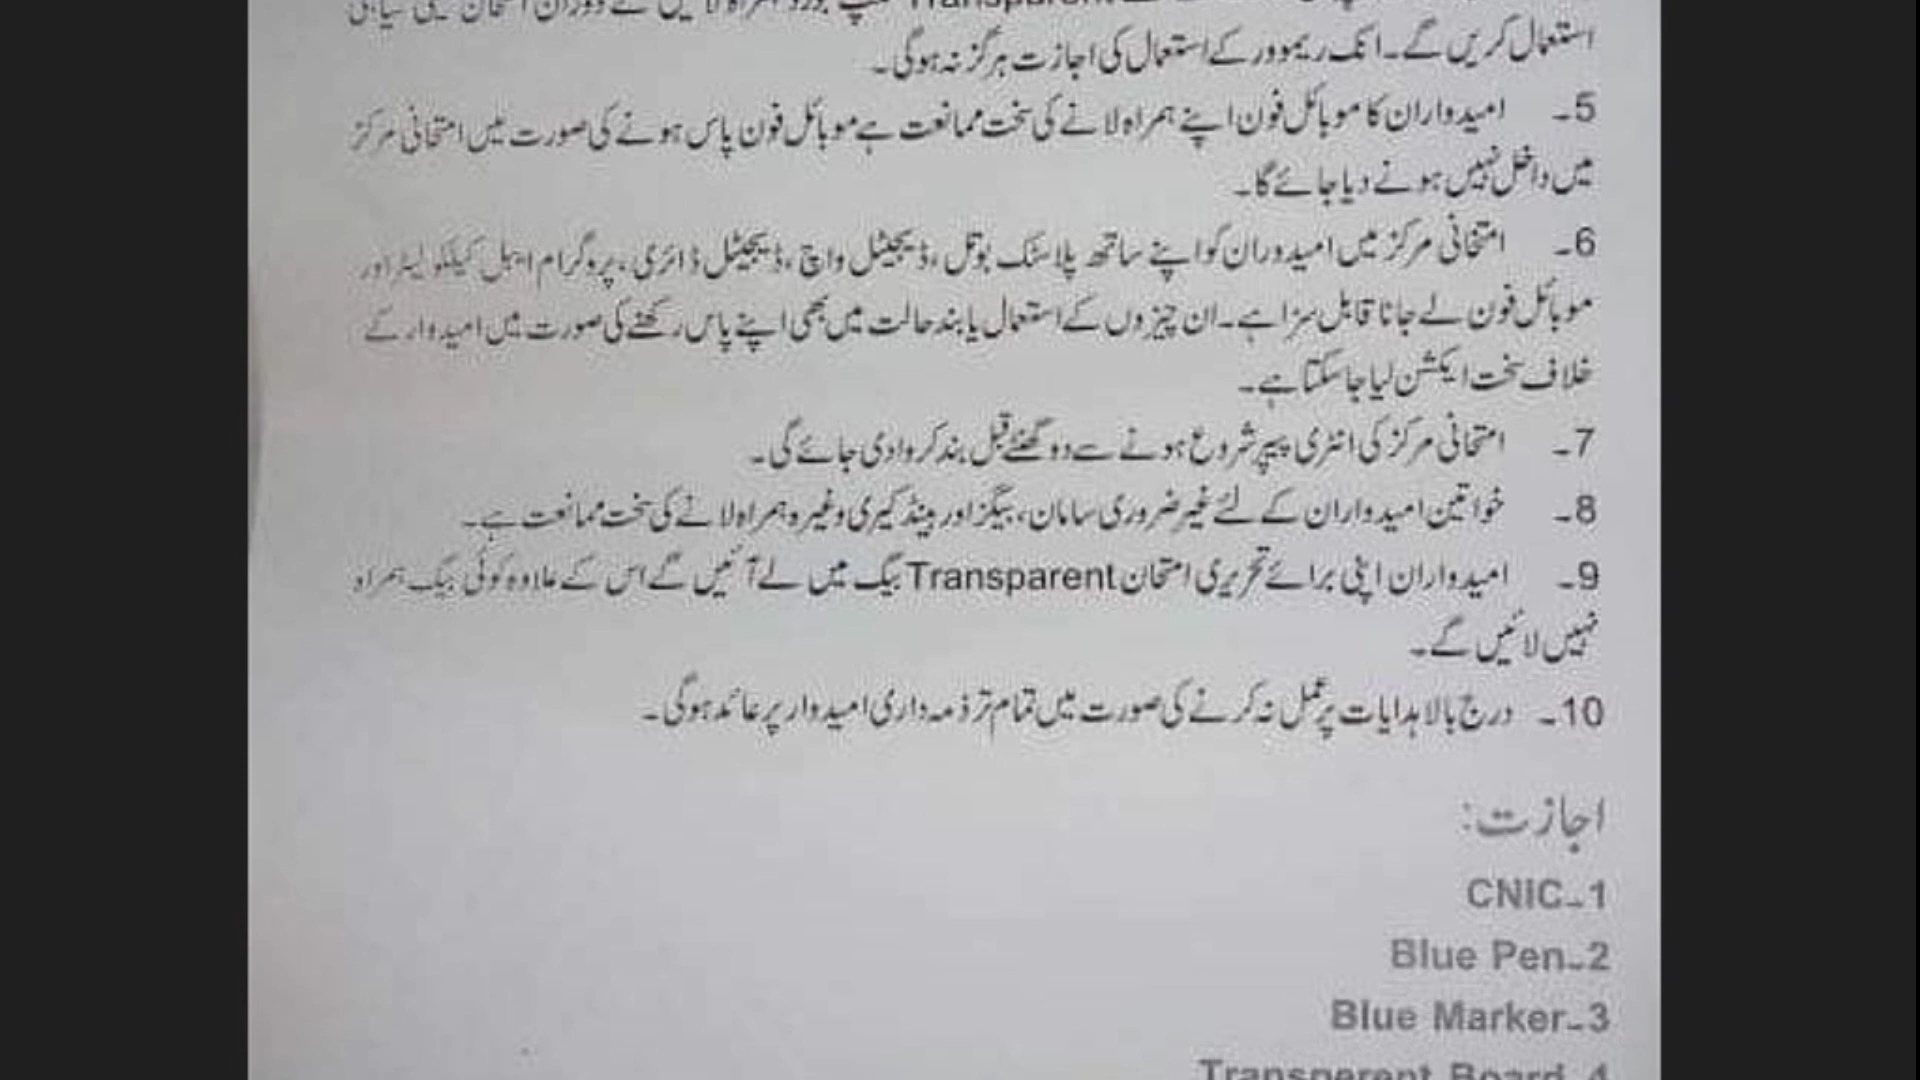 استعمال کریں گے۔ انک ریموور کے استعمال کی اجازت ہرگز نہ ہوگی۔
5۔ امیدواران کا موبائل فون اپنے ہمراہ لانے کی سخت ممانعت ہے موبائل فون پاس ہونے کی صورت میں امتحانی مرکز
میں داخل نہیں ہونے دیا جائے گا۔
6۔ امتحانی مرکز میں امیدوران کو اپنے ساتھ پلاسٹک بوتل، ڈیجیٹل واچ، ڈیجیٹل ڈائری، پروگرام ایبل کیلکولیٹر اور
موبائل فون لے جانا قابل سزا ہے۔ ان چیزوں کے استعمال یا بند حالت میں بھی اپنے پاس رکھنے کی صورت میں امیدوار کے
خلاف سخت ایکشن لیا جا سکتا ہے۔
7۔ امتحانی مرکز کی انٹری پیپر شروع ہونے سے دو گھنٹے قبل بند کروا دی جائے گی۔
8۔ خواتین امیدواران کے لئے غیر ضروری سامان، بیگز اور ہینڈ کیری وغیرہ ہمراہ لانے کی سخت ممانعت ہے۔
9۔ امیدواران اپنی برائے تحریری امتحان Transparent بیگ میں لے آئیں گے اس کے علاوہ کوئی بیگ ہمراہ
نہیں لائیں گے۔
10۔ درج بالا ہدایات پر عمل نہ کرنے کی صورت میں تمام تر ذمہ داری امیدوار پر عائد ہوگی۔
اجازت:
1۔CNIC
2۔Blue Pen
3۔Blue Marker
4۔Transperent Board